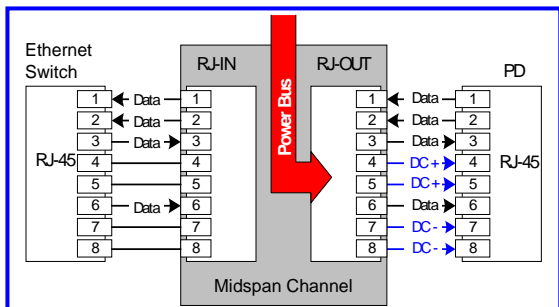 Ethernet
Switch
RJ-IN
RJ-OUT
PD
1
Data
1
1
Data
1
2
Data
2
2
Data
2
3
Data
3
3
Data
3
RJ-45
4
4
4
DC +
4
RJ-45
5
5
5
DC +
5
6
Data
6
6
Data
6
7
7
7
DC -
7
8
8
8
DC -
8
Power Bus
Midspan Channel